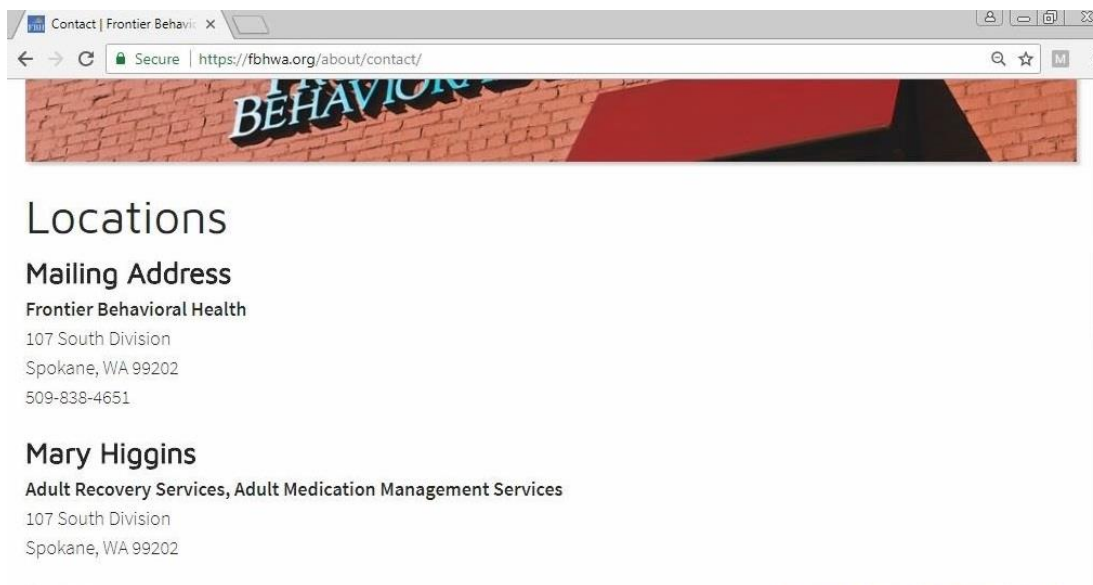 Contact | Frontier Behavi
Secure | https://fbhwa.org/about/contact/
M
BEHAVIORA
Locations
Mailing Address
Frontier Behavioral Health
107 South Division
Spokane, WA 99202
509-838-4651
Mary Higgins
Adult Recovery Services, Adult Medication Management Services
107 South Division
Spokane, WA 99202